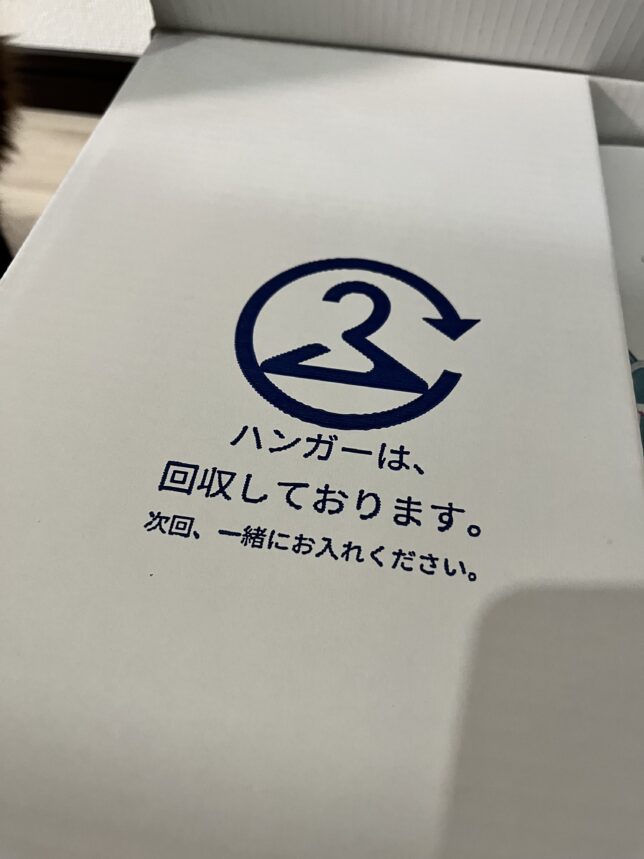 ハンガーは、
回収しております。
次回、一緒にお入れください。